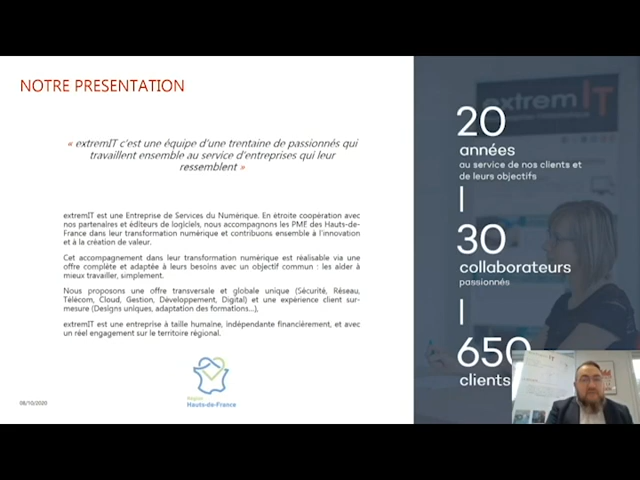 NOTRE PRESENTATION
« extremIT c'est une équipe d'une trentaine de passionnés qui
travaillent ensemble au service d'entreprises qui leur
ressemblent »
extremIT est une Entreprise de Services du Numérique. En étroite coopération avec
nos partenaires et éditeurs de logiciels, nous accompagnons les PME des Hauts-de-
France dans leur transformation numérique et contribuons ensemble à l'innovation
et à la création de valeur.
Cet accompagnement dans leur transformation numérique est réalisable via une
offre complète et adaptée à leurs besoins avec un objectif commun : les aider à
mieux travailler, simplement.
Nous proposons une offre transversale et globale unique (Sécurité, Réseau,
Télécom, Cloud, Gestion, Développement, Digital) et une expérience client sur-
mesure (Designs uniques, adaptation des formations...),
extremIT est une entreprise à taille humaine, indépendante financièrement, et avec
un réel engagement sur le territoire régional.
Région
Hauts-de-France
08/10/2020
extremIT
20
années
au service de nos clients et
de leurs objectifs
30
collaborateurs
passionnés
650
clients